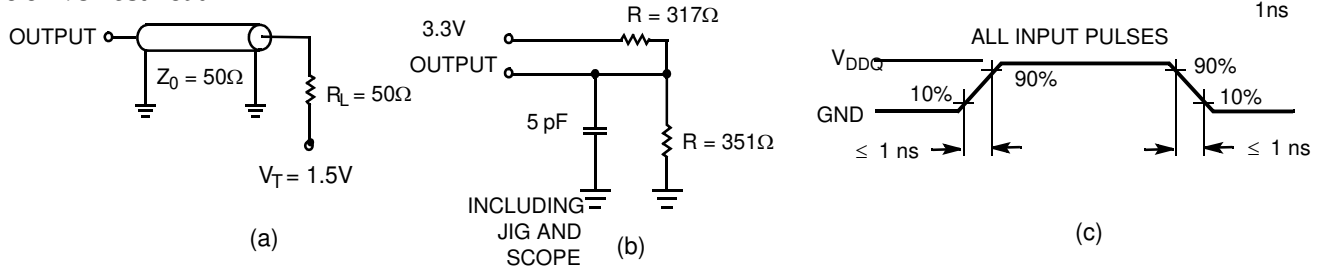 OUTPUT
Z0 = 50Ω
RL = 50Ω
VT = 1.5V
(a)
R = 317Ω
3.3V
OUTPUT
5 pF
R = 351Ω
INCLUDING
JIG AND
SCOPE
(b)
1ns
ALL INPUT PULSES
VDDQ
90%
90%
10%
10%
GND
≤ 1 ns
≤ 1 ns
(c)